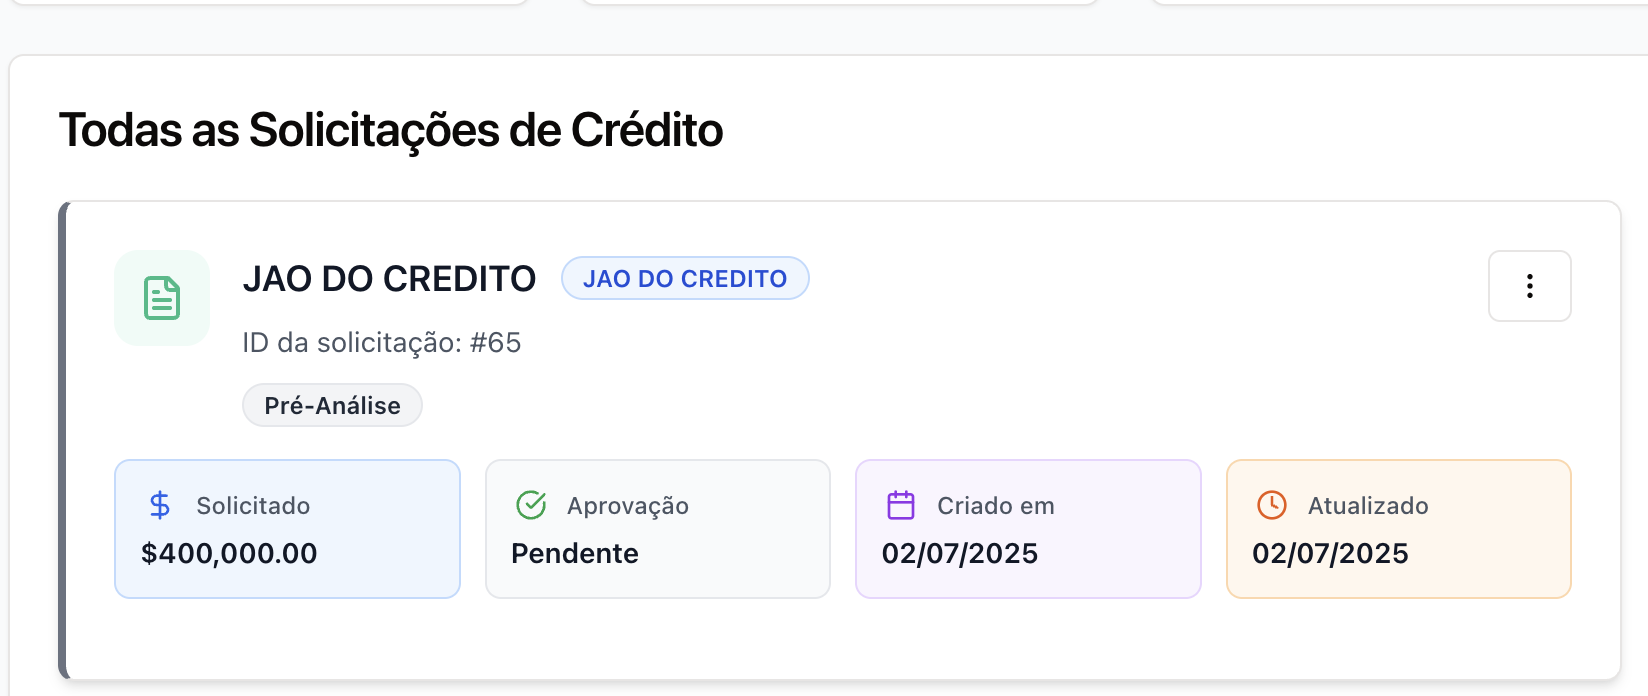 Todas as Solicitações de Crédito
JAO DO CREDITO JAO DO CREDITO
ID da solicitação: #65
Pré-Análise
Solicitado
$400,000.00
Aprovação
Pendente
Criado em
02/07/2025
Atualizado
02/07/2025